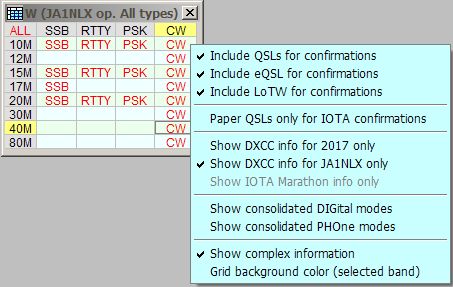 W (JA1NLX op. All types)
ALL SSB RTTY PSK CW
10M SSB RTTY PSK CW
12M CW
15M SSB RTTY PSK CW
17M SSB CW
20M SSB RTTY PSK CW
30M CW
40M CW
80M CW
Include QSLs for confirmations
Include eQSL for confirmations
Include LoTW for confirmations
Paper QSLs only for IOTA confirmations
Show DXCC info for 2017 only
Show DXCC info for JA1NLX only
Show IOTA Marathon info only
Show consolidated DIGital modes
Show consolidated PHOne modes
Show complex information
Grid background color (selected band)